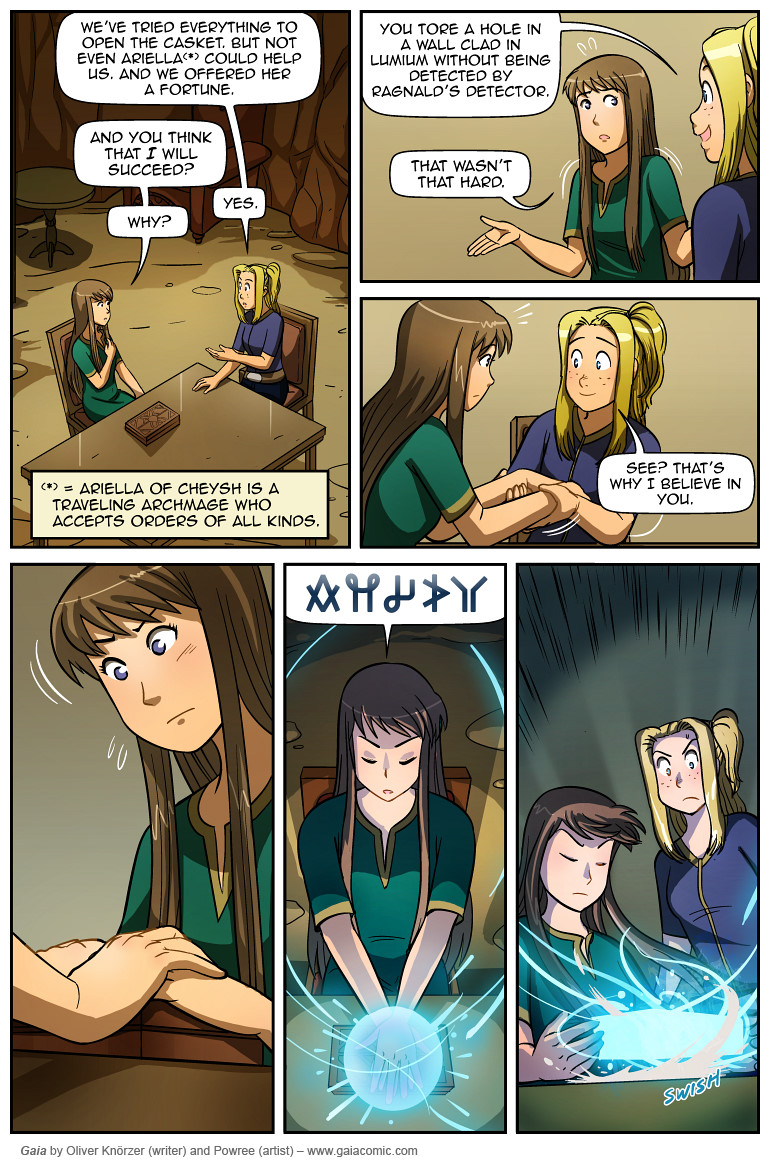 WE'VE TRIED EVERYTHING TO
OPEN THE CASKET. BUT NOT
EVEN ARIELLA(*) COULD HELP
US. AND WE OFFERED HER
A FORTUNE.
AND YOU THINK
THAT I WILL
SUCCEED?
WHY?
YES.
(*) = ARIELLA OF CHEYSH IS A
TRAVELING ARCHMAGE WHO
ACCEPTS ORDERS OF ALL KINDS.
YOU TORE A HOLE IN
A WALL CLAD IN
LUMIUM WITHOUT BEING
DETECTED BY
RAGNALD'S DETECTOR.
THAT WASN'T
THAT HARD.
SEE? THAT'S
WHY I BELIEVE IN
YOU.
SWISH
Gaia by Oliver Knörzer (writer) and Powree (artist) – www.gaiacomic.com